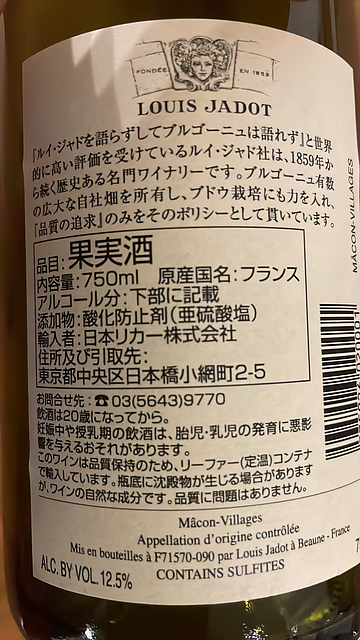 FONDÉE EN 1859
LOUIS JADOT
『ルイ・ジャドを語らずしてブルゴーニュは語れず』と世界
的に高い評価を受けているルイ・ジャド社は、1859年か
ら続く歴史ある名門ワイナリーです。ブルゴーニュ有数
の広大な自社畑を所有し、ブドウ栽培にも力を入れ、
『品質の追求』のみをそのポリシーとして貫いています。
品目:果実酒
内容量:750ml 原産国名:フランス
アルコール分:下部に記載
添加物:酸化防止剤(亜硫酸塩)
輸入者:日本リカー株式会社
住所及び引取先:
東京都中央区日本橋小網町2-5
お問合せ先:☎03(5643)9770
飲酒は20歳になってから。
妊娠中や授乳期の飲酒は、胎児・乳児の発育に悪影
響を与えるおそれがあります。
このワインは品質保持のため、リーファー(定温)コンテナ
で輸入しています。瓶底に沈殿物が生じる場合があります
が、ワインの自然な成分です。品質に問題はありません。
Mâcon-Villages
Appellation d'origine contrôlée
Mis en bouteilles à F71570-090 par Louis Jadot à Beaune - France
ALC. BY VOL. 12.5% CONTAINS SULFITES
MÂCON-VILLAGES